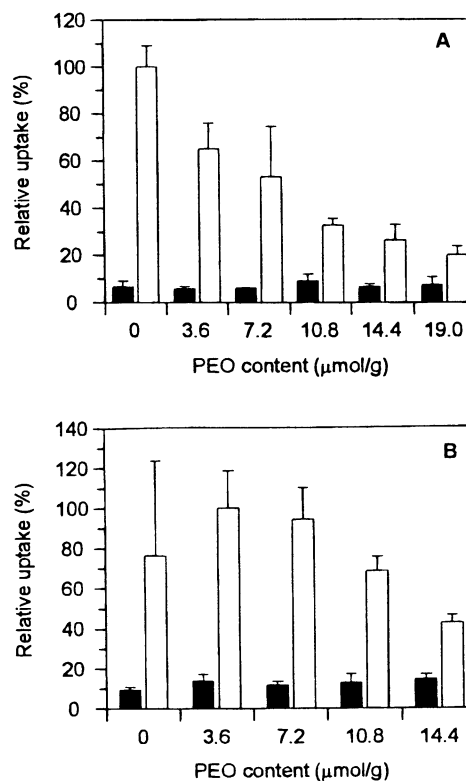 A
Relative uptake (%)
120
100
80
60
40
20
0
0 3.6 7.2 10.8 14.4 19.0
PEO content (μmol/g)
B
Relative uptake (%)
140
120
100
80
60
40
20
0
0 3.6 7.2 10.8 14.4
PEO content (μmol/g)